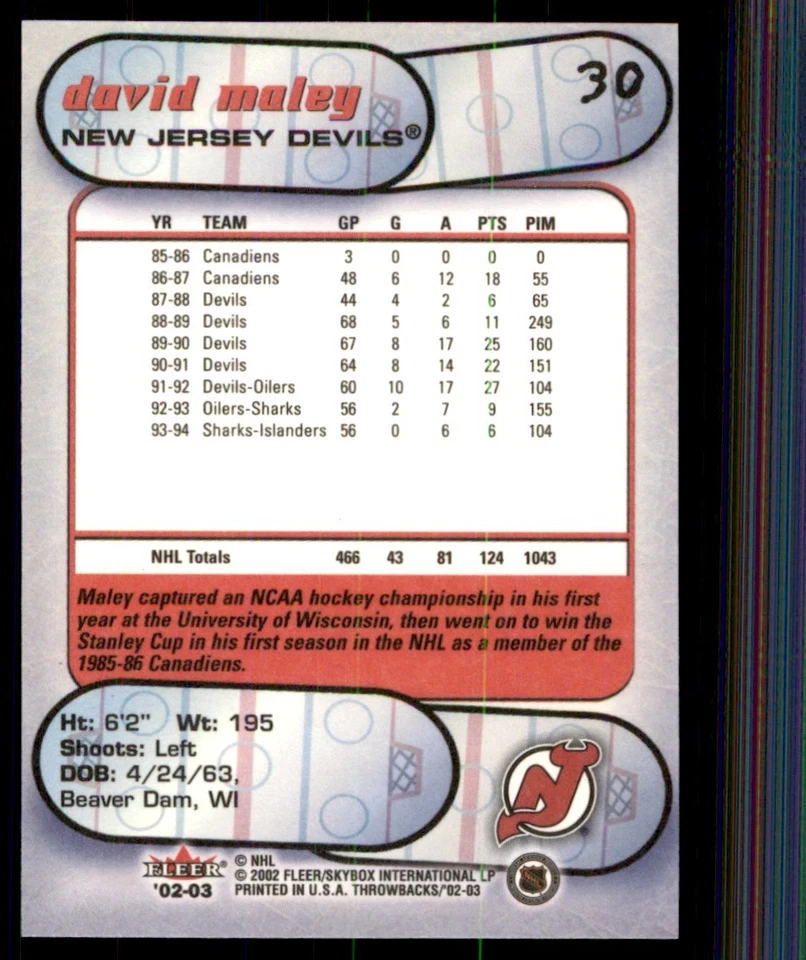 david maley
NEW JERSEY DEVILS®
30
YR TEAM GP G A PTS PIM
85-86 Canadiens 3 0 0 0 0
86-87 Canadiens 48 6 12 18 55
87-88 Devils 44 4 2 6 65
88-89 Devils 68 5 6 11 249
89-90 Devils 67 8 17 25 160
90-91 Devils 64 8 14 22 151
91-92 Devils-Oilers 60 10 17 27 104
92-93 Oilers-Sharks 56 2 7 9 155
93-94 Sharks-Islanders 56 0 6 6 104
NHL Totals 466 43 81 124 1043
Maley captured an NCAA hockey championship in his first
year at the University of Wisconsin, then went on to win the
Stanley Cup in his first season in the NHL as a member of the
1985-86 Canadiens.
Ht: 6'2" Wt: 195
Shoots: Left
DOB: 4/24/63,
Beaver Dam, WI
FLEER®
'02-03
© NHL
© 2002 FLEER/SKYBOX INTERNATIONAL LP
PRINTED IN U.S.A. THROWBACKS/'02-03
NJ
NHL